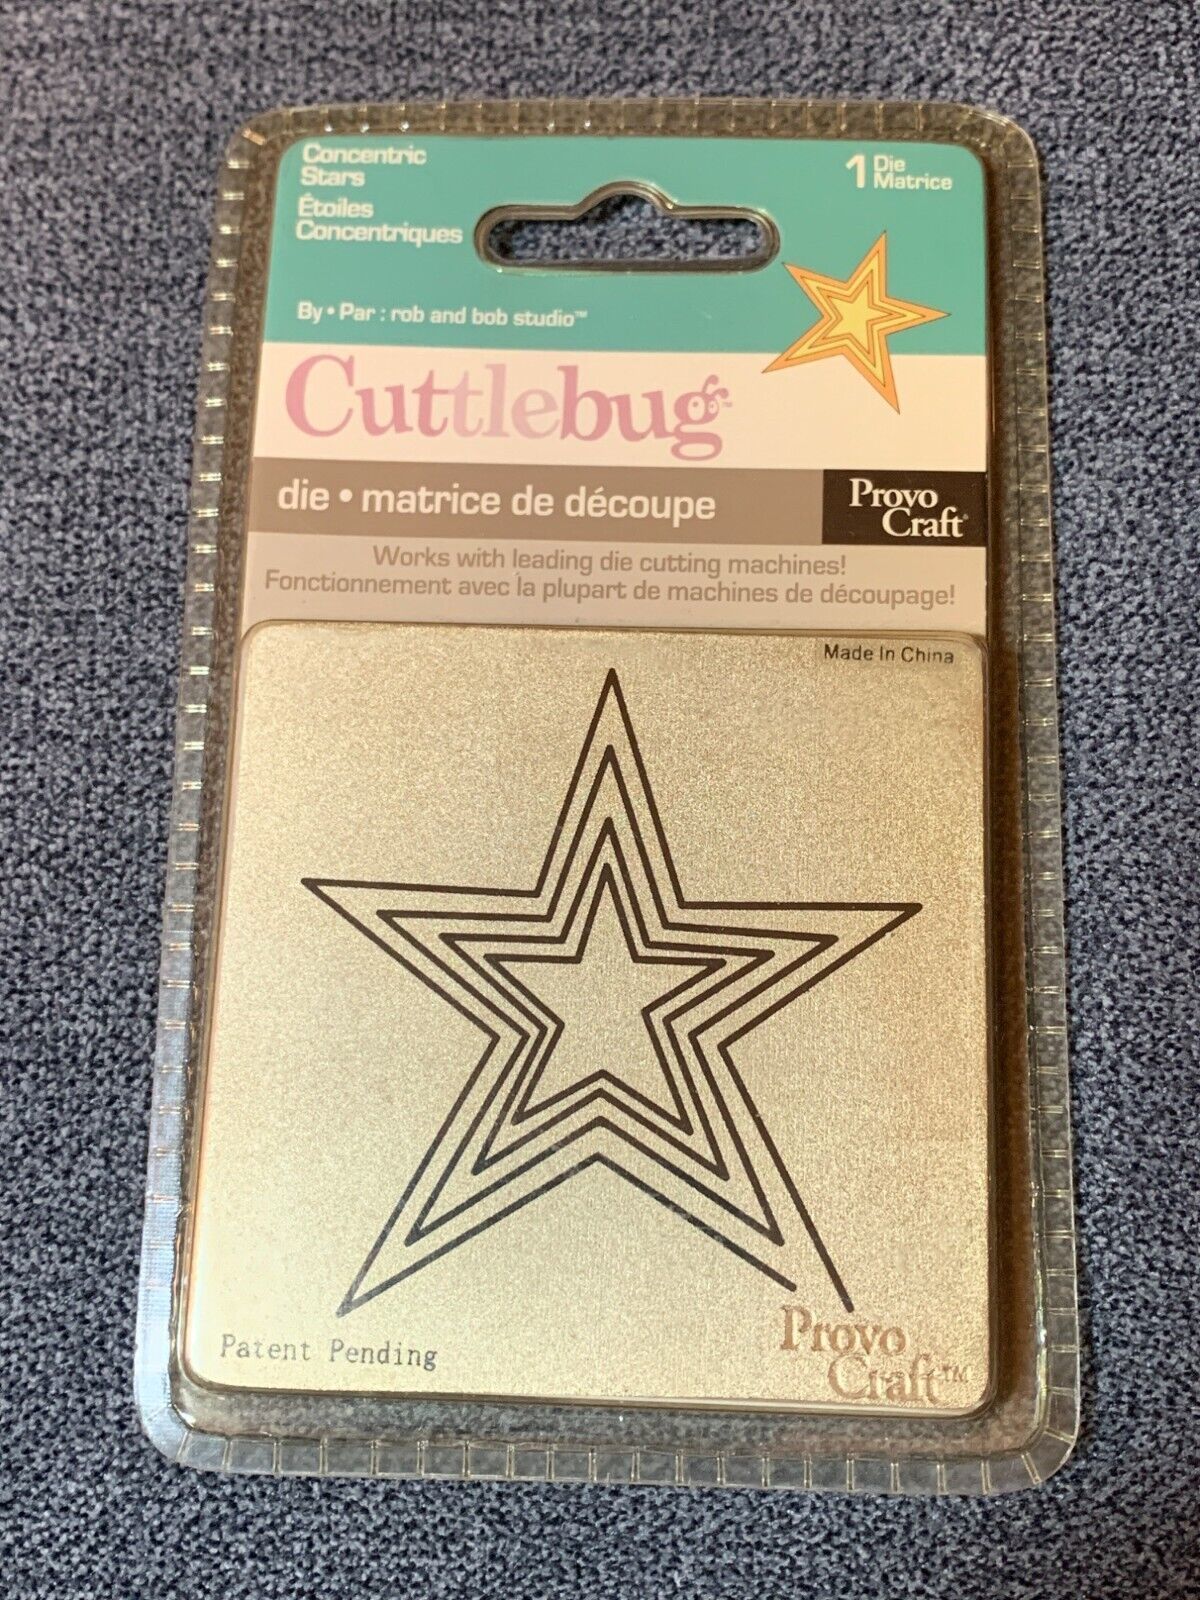 Concentric
Stars
Étoiles
Concentriques
1 Die
Matrice
By • Par : rob and bob studio™
Cuttlebug™
die • matrice de découpe
Provo
Craft®
Works with leading die cutting machines!
Fonctionnement avec la plupart de machines de découpage!
Made In China
Patent Pending
Provo
Craft™